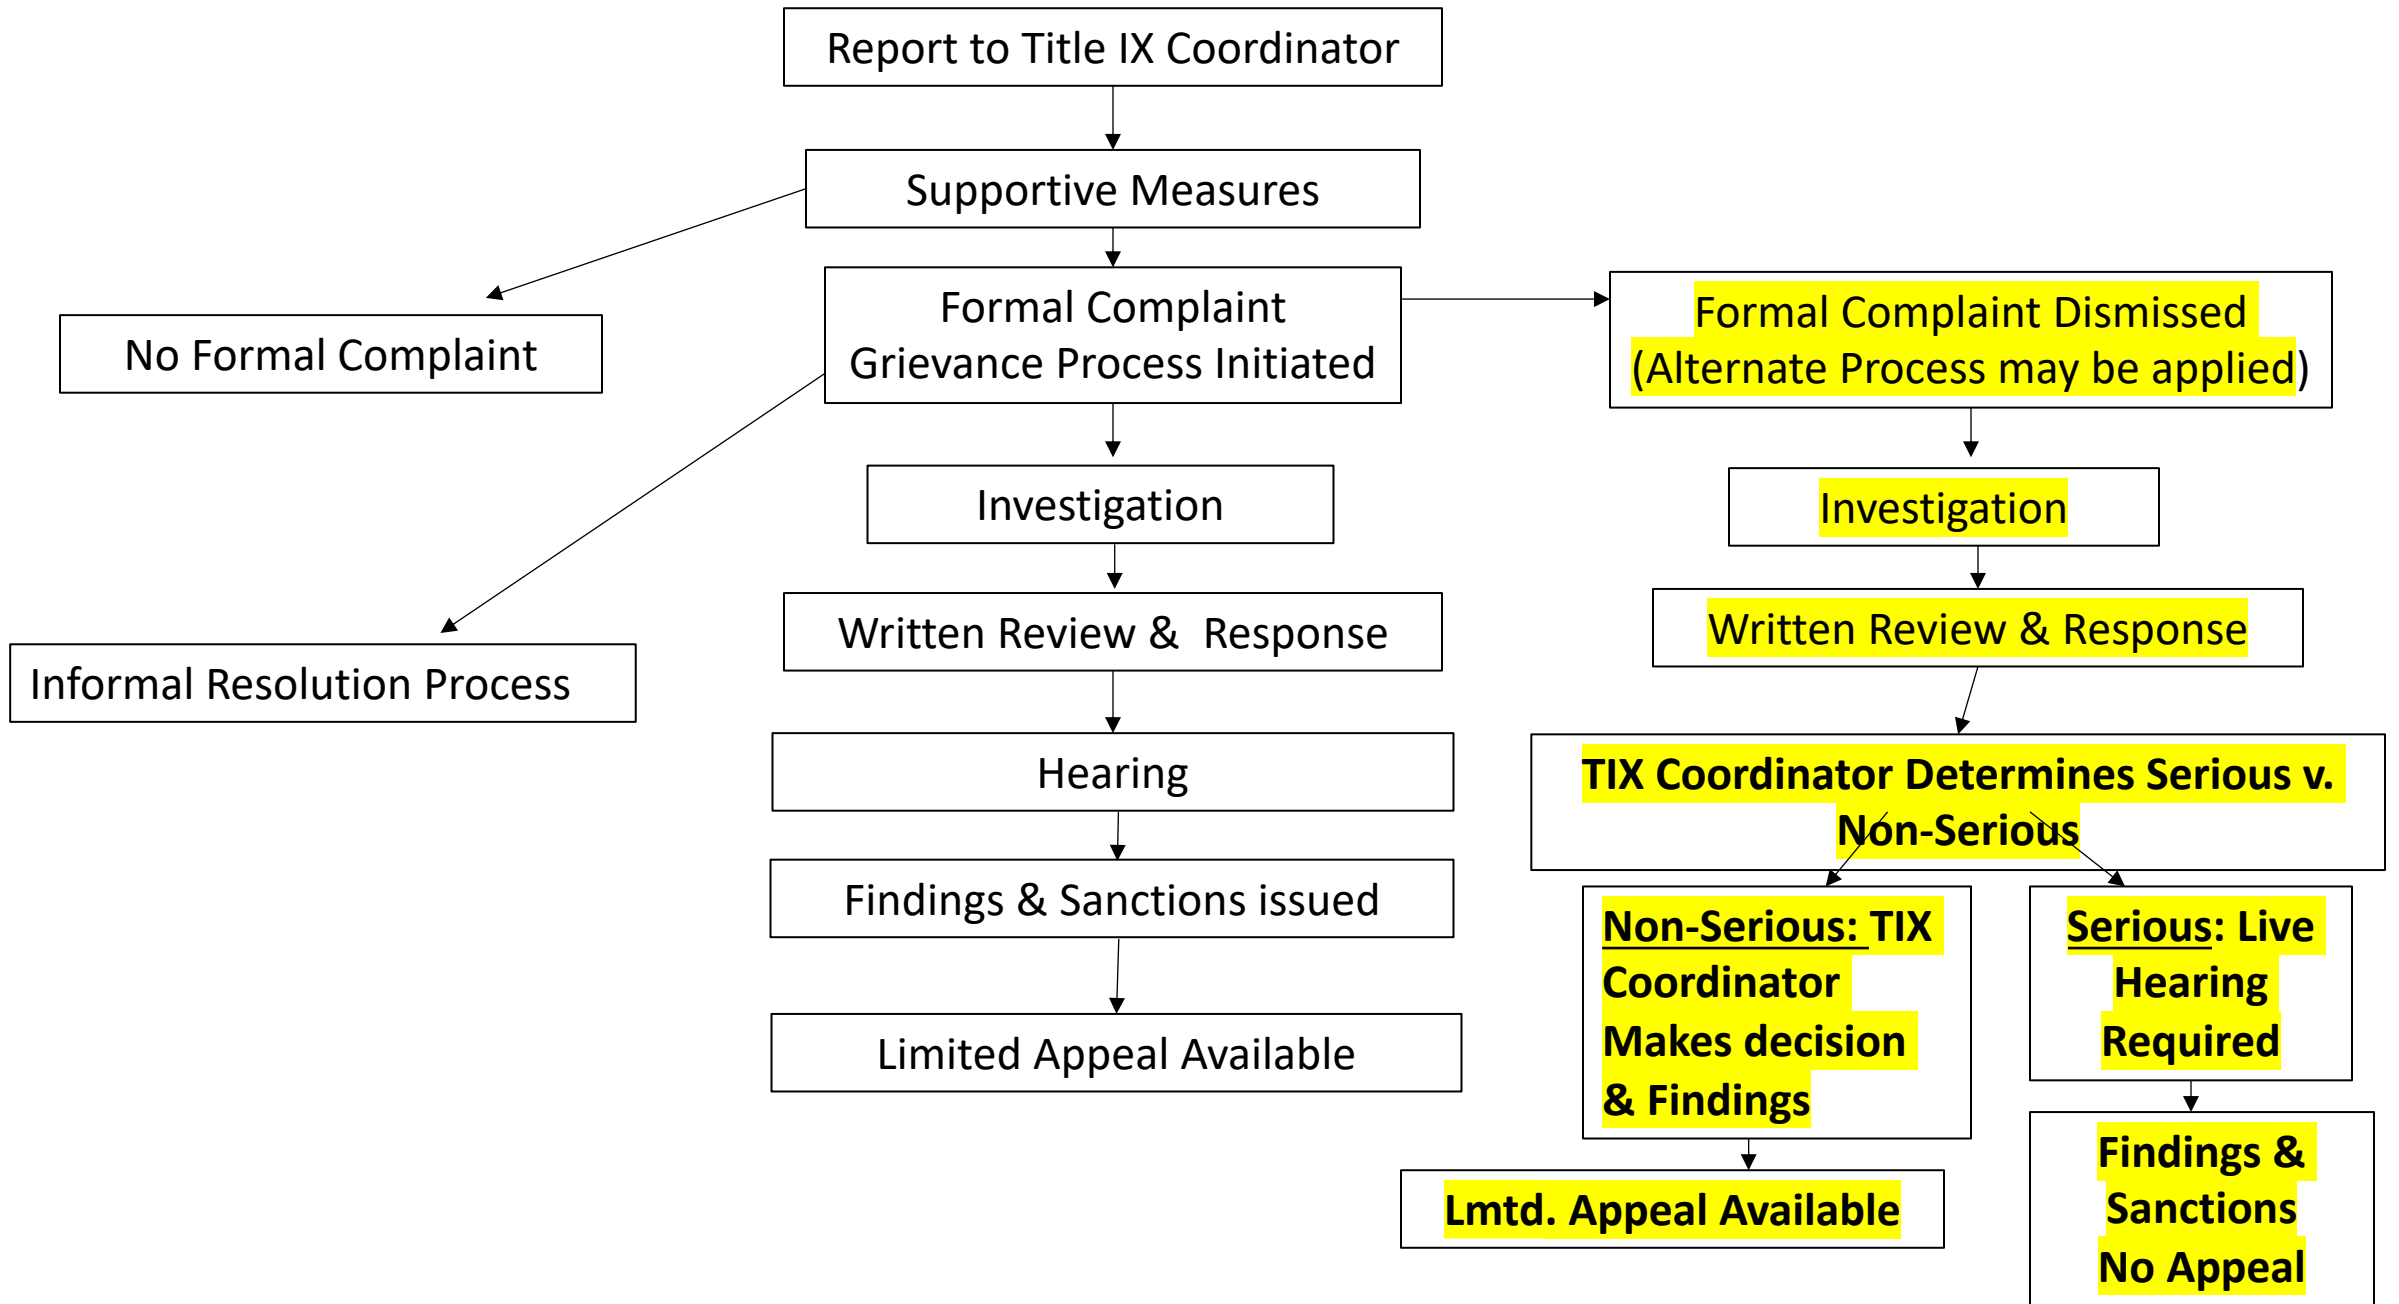 Report to Title IX Coordinator
Supportive Measures
No Formal Complaint
Formal Complaint
Grievance Process Initiated
Formal Complaint Dismissed
(Alternate Process may be applied)
Informal Resolution Process
Investigation
Written Review &  Response
Hearing
Findings & Sanctions issued
Limited Appeal Available
Investigation
Written Review & Response
TIX Coordinator Determines Serious v.
Non-Serious
Non-Serious: TIX
Coordinator
Makes decision
& Findings
Lmtd. Appeal Available
Serious: Live
Hearing
Required
Findings &
Sanctions
No Appeal